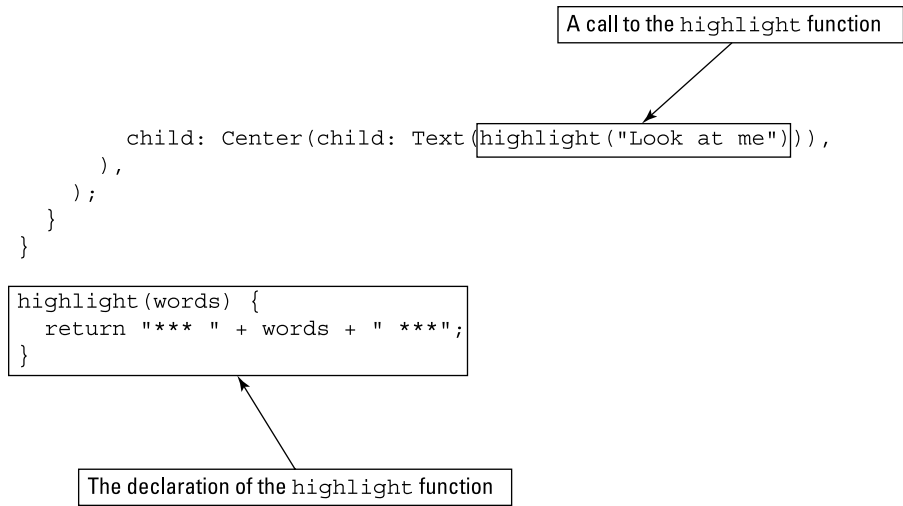 A call to the highlight function
child: Center(child: Text(highlight("Look at me"))),
),
);
}
}
highlight(words) {
return "*** " + words + " ***";
}
The declaration of the highlight function